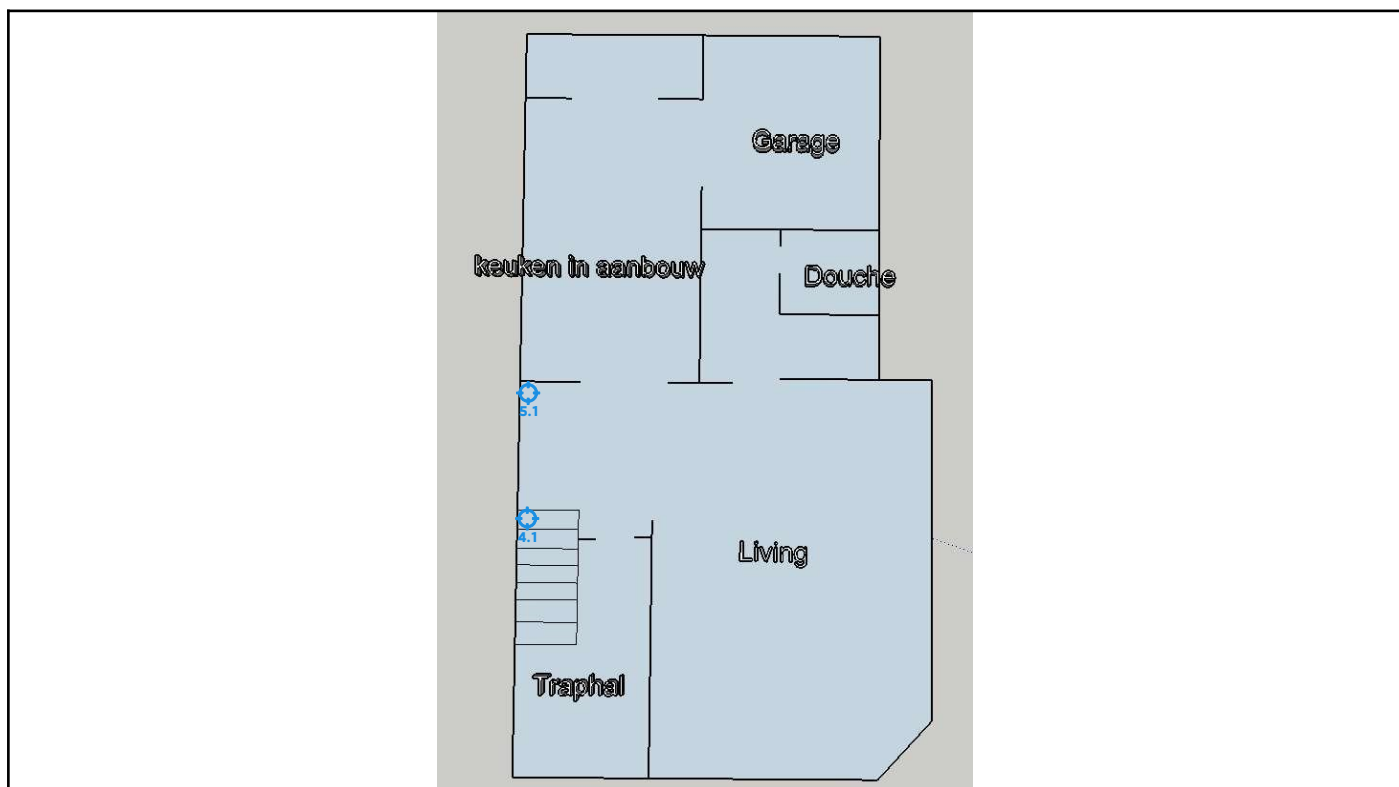 Garage
keuken in aanbouw
Douche
5.1
4.1
Living
Traphal